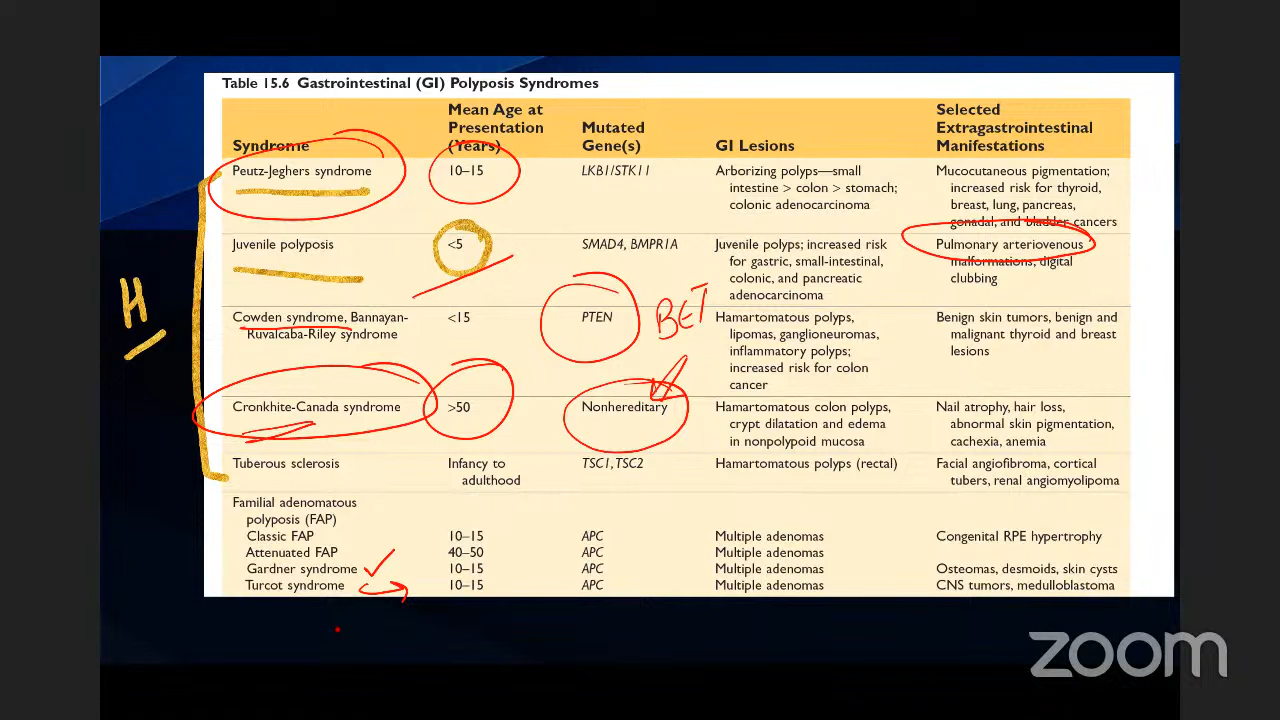 Table 15.6 Gastrointestinal (GI) Polyposis Syndromes
Syndrome
Mean Age at
Presentation
(Years)
Mutated
Gene(s)
GI Lesions
Selected
Extragastrointestinal
Manifestations
Peutz-Jeghers syndrome
10–15
LKB1/STK11
Arborizing polyps—small
intestine > colon > stomach;
colonic adenocarcinoma
Mucocutaneous pigmentation;
increased risk for thyroid,
breast, lung, pancreas,
gonadal, and bladder cancers
Juvenile polyposis
<5
SMAD4, BMPR1A
Juvenile polyps; increased risk
for gastric, small-intestinal,
colonic, and pancreatic
adenocarcinoma
Pulmonary arteriovenous
malformations, digital
clubbing
H
Cowden syndrome, Bannayan-
Ruvalcaba-Riley syndrome
<15
PTEN
BET
Hamartomatous polyps,
lipomas, ganglioneuromas,
inflammatory polyps;
increased risk for colon
cancer
Benign skin tumors, benign and
malignant thyroid and breast
lesions
Cronkhite-Canada syndrome
>50
Nonhereditary
Hamartomatous colon polyps,
crypt dilatation and edema
in nonpolypoid mucosa
Nail atrophy, hair loss,
abnormal skin pigmentation,
cachexia, anemia
Tuberous sclerosis
Infancy to
adulthood
TSC1, TSC2
Hamartomatous polyps (rectal)
Facial angiofibroma, cortical
tubers, renal angiomyolipoma
Familial adenomatous
polyposis (FAP)
Classic FAP 10–15 APC Multiple adenomas Congenital RPE hypertrophy
Attenuated FAP 40–50 APC Multiple adenomas
Gardner syndrome 10–15 APC Multiple adenomas Osteomas, desmoids, skin cysts
Turcot syndrome 10–15 APC Multiple adenomas CNS tumors, medulloblastoma
zoom